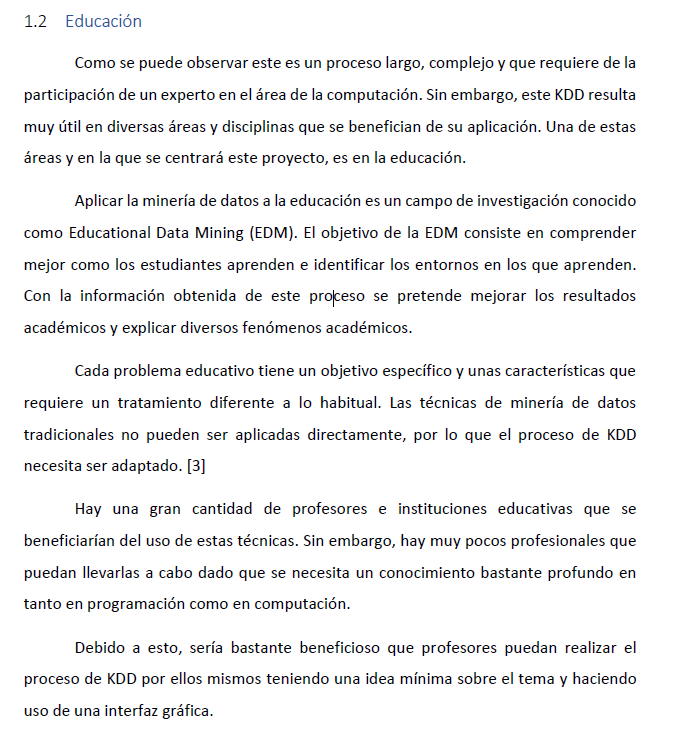 1.2 Educación
Como se puede observar este es un proceso largo, complejo y que requiere de la
participación de un experto en el área de la computación. Sin embargo, este KDD resulta
muy útil en diversas áreas y disciplinas que se benefician de su aplicación. Una de estas
áreas y en la que se centrará este proyecto, es en la educación.
Aplicar la minería de datos a la educación es un campo de investigación conocido
como Educational Data Mining (EDM). El objetivo de la EDM consiste en comprender
mejor como los estudiantes aprenden e identificar los entornos en los que aprenden.
Con la información obtenida de este proceso se pretende mejorar los resultados
académicos y explicar diversos fenómenos académicos.
Cada problema educativo tiene un objetivo específico y unas características que
requiere un tratamiento diferente a lo habitual. Las técnicas de minería de datos
tradicionales no pueden ser aplicadas directamente, por lo que el proceso de KDD
necesita ser adaptado. [3]
Hay una gran cantidad de profesores e instituciones educativas que se
beneficiarían del uso de estas técnicas. Sin embargo, hay muy pocos profesionales que
puedan llevarlas a cabo dado que se necesita un conocimiento bastante profundo en
tanto en programación como en computación.
Debido a esto, sería bastante beneficioso que profesores puedan realizar el
proceso de KDD por ellos mismos teniendo una idea mínima sobre el tema y haciendo
uso de una interfaz gráfica.